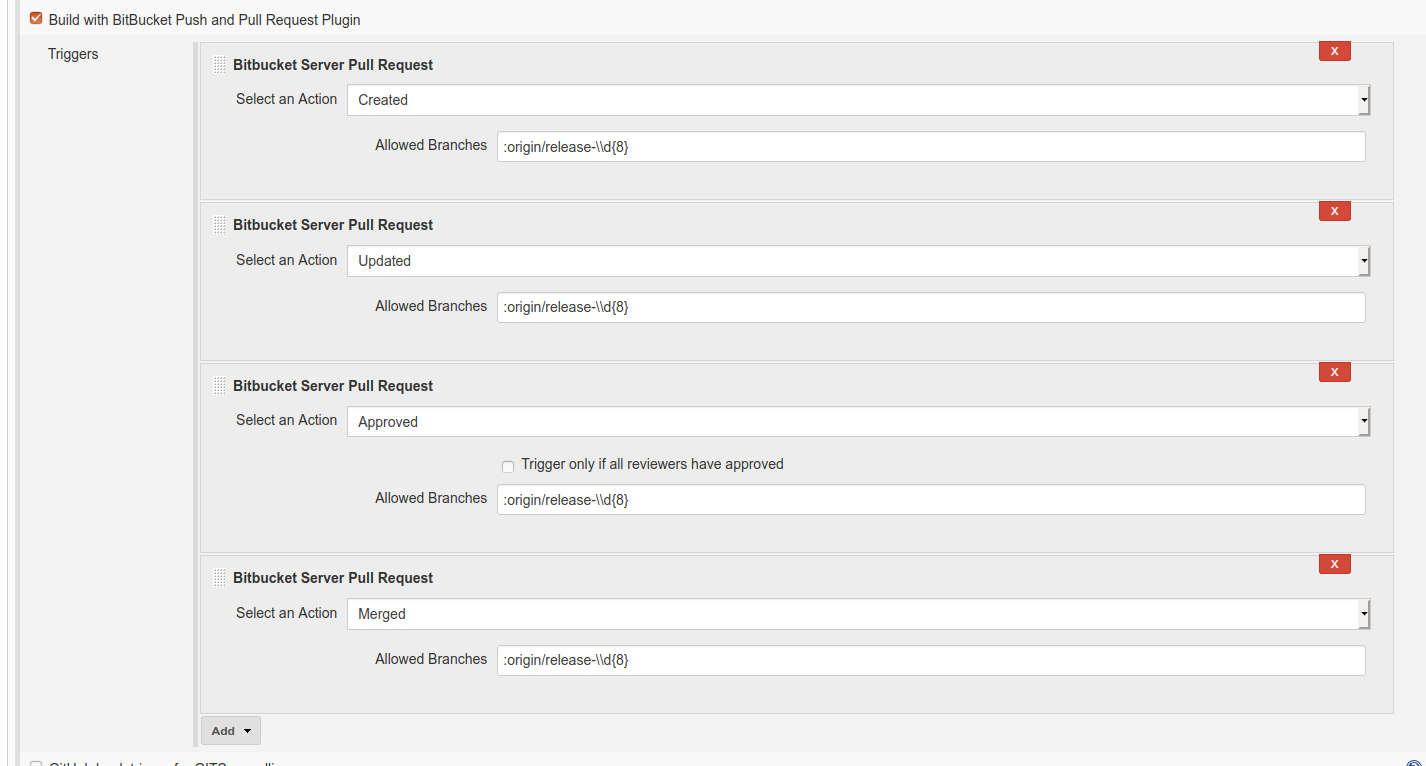 Build with BitBucket Push and Pull Request Plugin
Triggers
X
Bitbucket Server Pull Request
Select an Action Created
Allowed Branches :origin/release-\\d{8}
X
Bitbucket Server Pull Request
Select an Action Updated
Allowed Branches :origin/release-\\d{8}
X
Bitbucket Server Pull Request
Select an Action Approved
Trigger only if all reviewers have approved
Allowed Branches :origin/release-\\d{8}
X
Bitbucket Server Pull Request
Select an Action Merged
Allowed Branches :origin/release-\\d{8}
Add